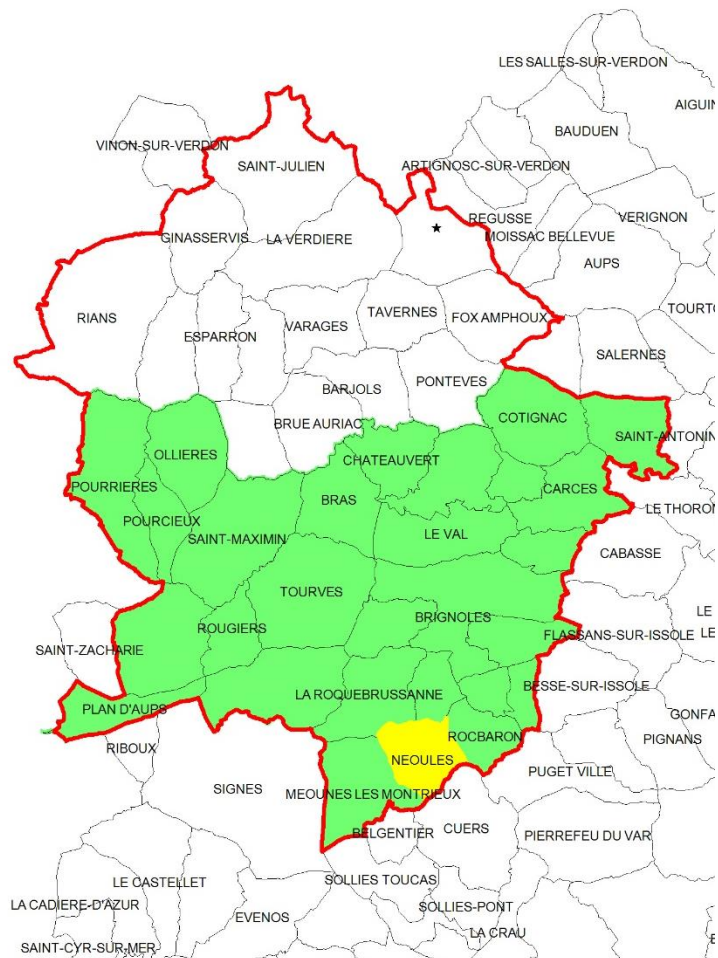 LES SALLES-SUR-VERDON
AIGUIN
BAUDUEN
VINON-SUR-VERDON
SAINT-JULIEN
ARTIGNOSC-SUR-VERDON
REGUSSE
VERIGNON
MOISSAC BELLEVUE
GINASSERVIS
LA VERDIERE
AUPS
TOURTO
RIANS
ESPARRON
VARAGES
TAVERNES
FOX AMPHOUX
SALERNES
BARJOLS
PONTEVES
BRUE AURIAC
COTIGNAC
SAINT-ANTONIN
OLLIERES
CHATEAUVERT
POURRIERES
BRAS
CARCES
POURCIEUX
SAINT-MAXIMIN
LE VAL
LE THORON
CABASSE
TOURVES
ROUGIERS
BRIGNOLES
LE
FLASSANS-SUR-ISSOLE
LE
SAINT-ZACHARIE
LA ROQUEBRUSSANNE
BESSE-SUR-ISSOLE
PLAN D'AUPS
GONFA
ROCBARON
PIGNANS
RIBOUX
NEOULES
PUGET VILLE
SIGNES
MEOUNES LES MONTRIEUX
BELGENTIER
CUERS
PIERREFEU DU VAR
LE CASTELLET
SOLLIES TOUCAS
LA CADIERE-D'AZUR
EVENOS
SOLLIES-PONT
LA CRAU
SAINT-CYR-SUR-MER